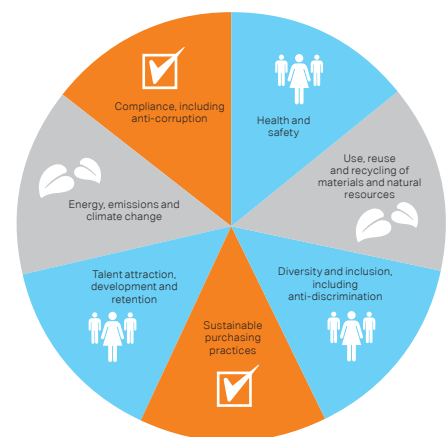 Compliance, including
anti-corruption
Health and
safety
Use, reuse
and recycling of
materials and natural
resources
Energy, emissions and
climate change
Talent attraction,
development and
retention
Diversity and inclusion,
including
anti-discrimination
Sustainable
purchasing
practices